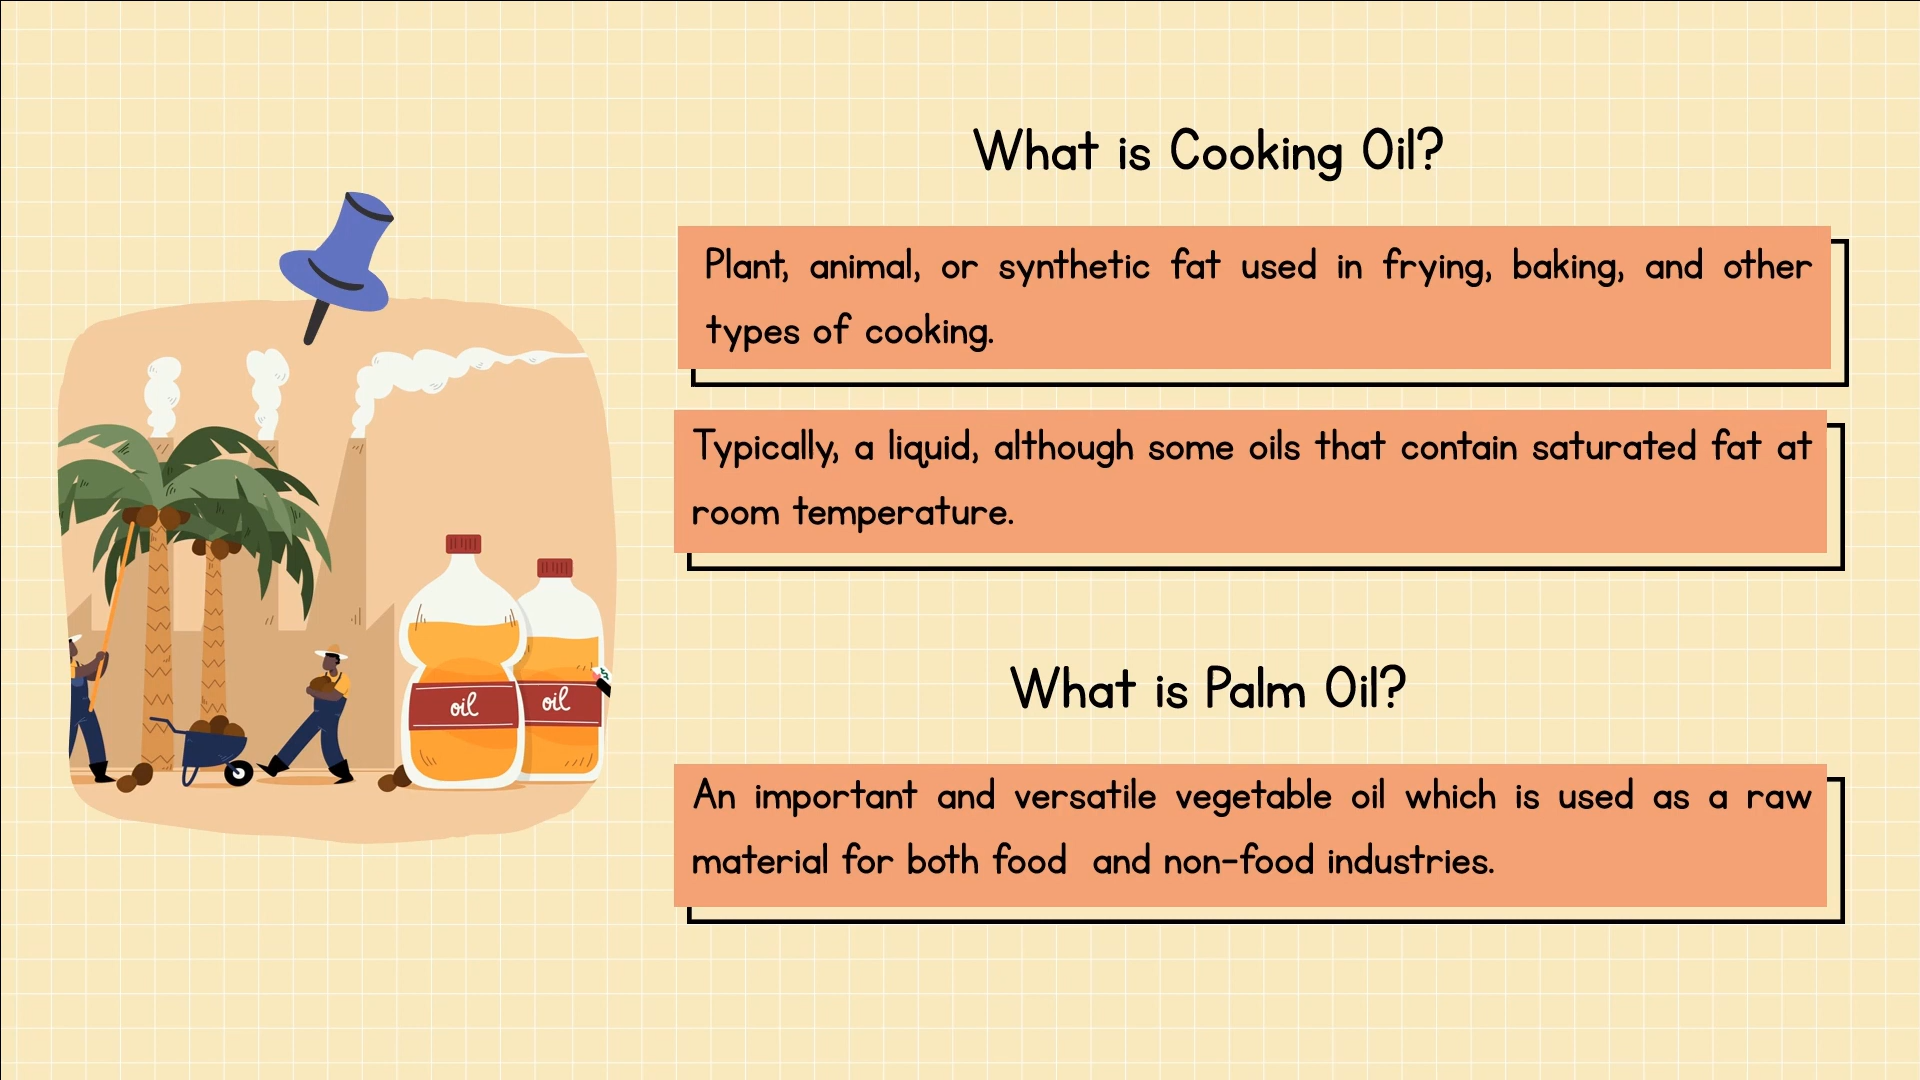 What is Cooking Oil?
Plant, animal, or synthetic fat used in frying, baking, and other
types of cooking.
Typically, a liquid, although some oils that contain saturated fat at
room temperature.
oil
oil
What is Palm Oil?
An important and versatile vegetable oil which is used as a raw
material for both food and non-food industries.